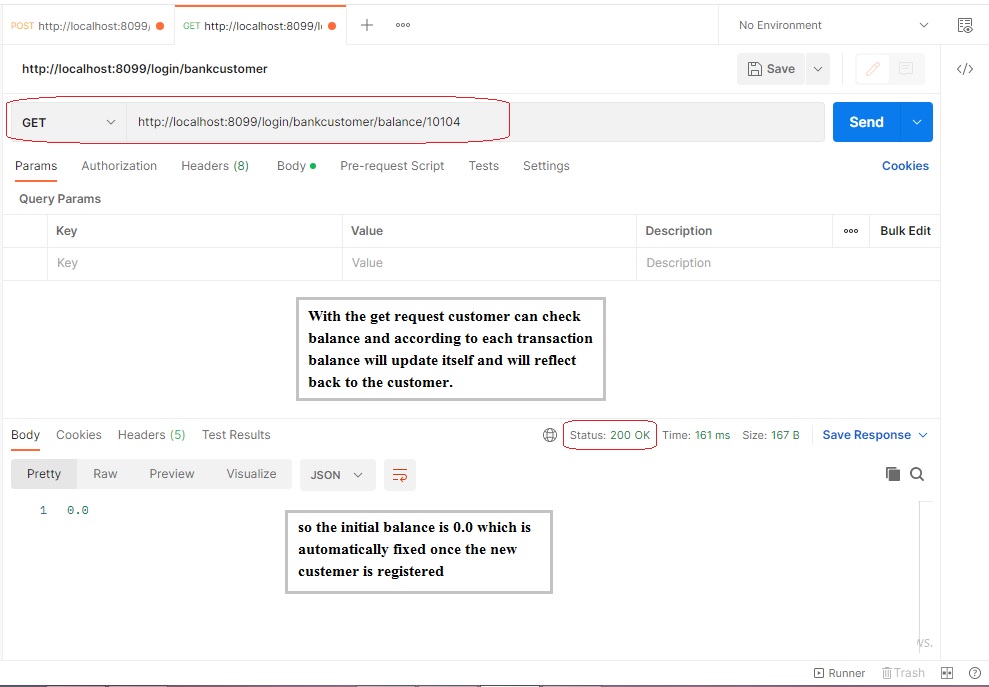 POST http://localhost:8099/ GET http://localhost:8099/l No Environment
http://localhost:8099/login/bankcustomer Save </>
GET http://localhost:8099/login/bankcustomer/balance/10104 Send
Params Authorization Headers (8) Body Pre-request Script Tests Settings Cookies
Query Params
Key Value Description Bulk Edit
Key Value Description
With the get request customer can check
balance and according to each transaction
balance will update itself and will reflect
back to the customer.
Body Cookies Headers (5) Test Results Status: 200 OK Time: 161 ms Size: 167 B Save Response
Pretty Raw Preview Visualize JSON
1 0.0
so the initial balance is 0.0 which is
automatically fixed once the new
custemer is registered
ws.
Runner Trash